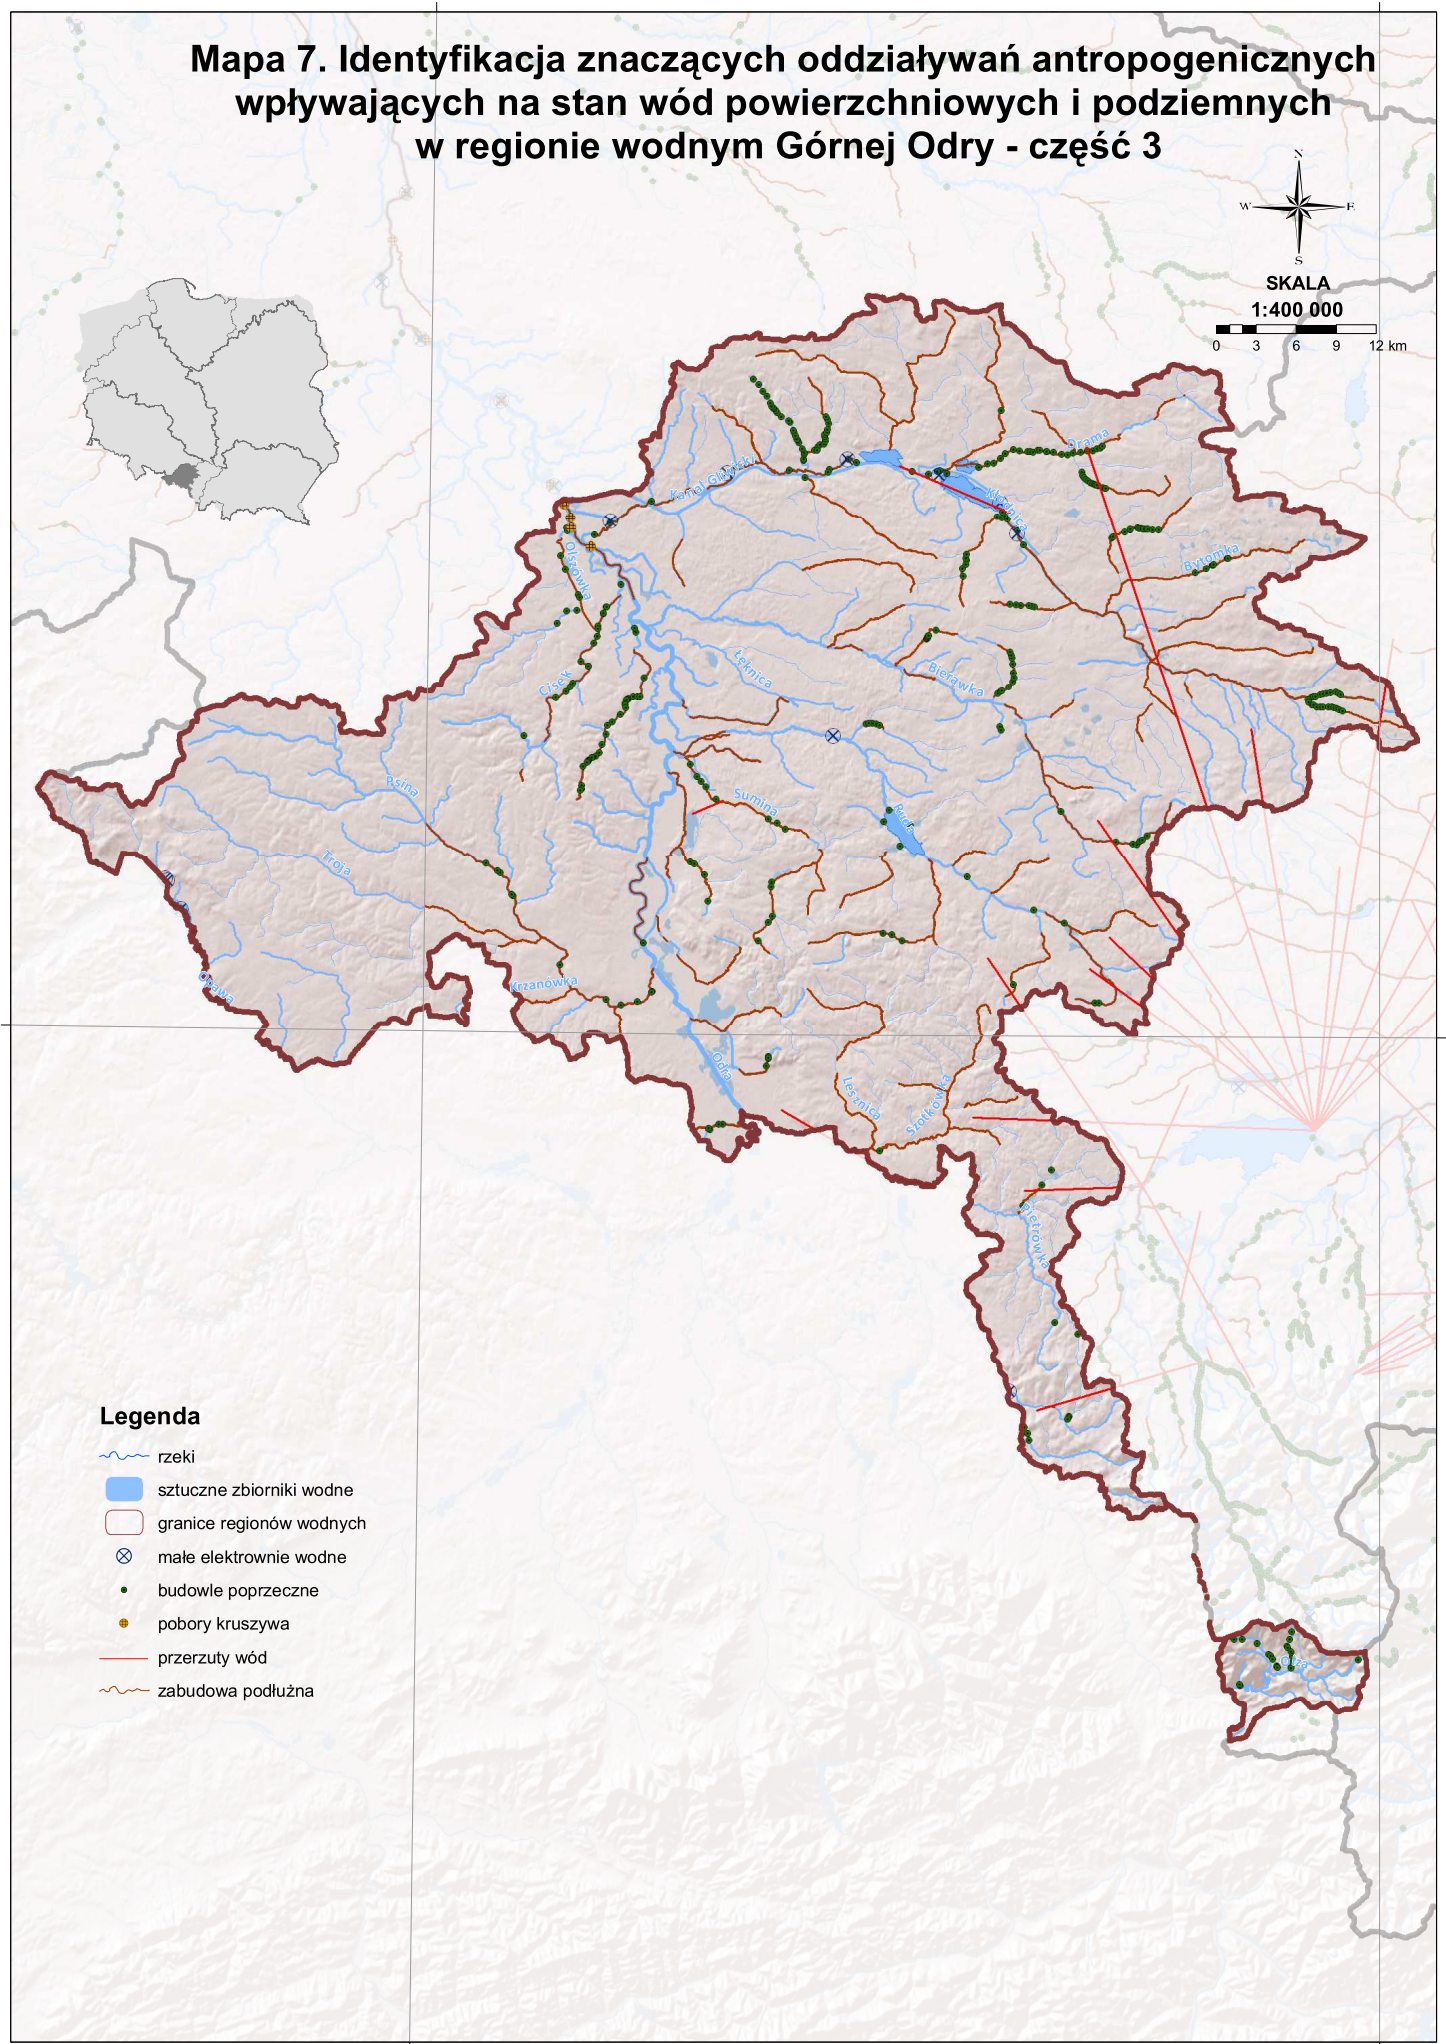 Mapa 7. Identyfikacja znaczących oddziaływań antropogenicznych
wpływających na stan wód powierzchniowych i podziemnych
w regionie wodnym Górnej Odry - część 3
N
W
E
S
SKALA
1:400 000
0 3 6 9 12 km
Drama
Kanał Gliwicki
Kłodnica
Bytomka
Olszówka
Łęknica
Bierawka
Cisek
Psina
Sumina
Ruda
Troja
Opawa
Krzanówka
Odra
Lesznica
Szotkówka
Pietrówka
Olza
Legenda
rzeki
sztuczne zbiorniki wodne
granice regionów wodnych
małe elektrownie wodne
budowle poprzeczne
pobory kruszywa
przerzuty wód
zabudowa podłużna